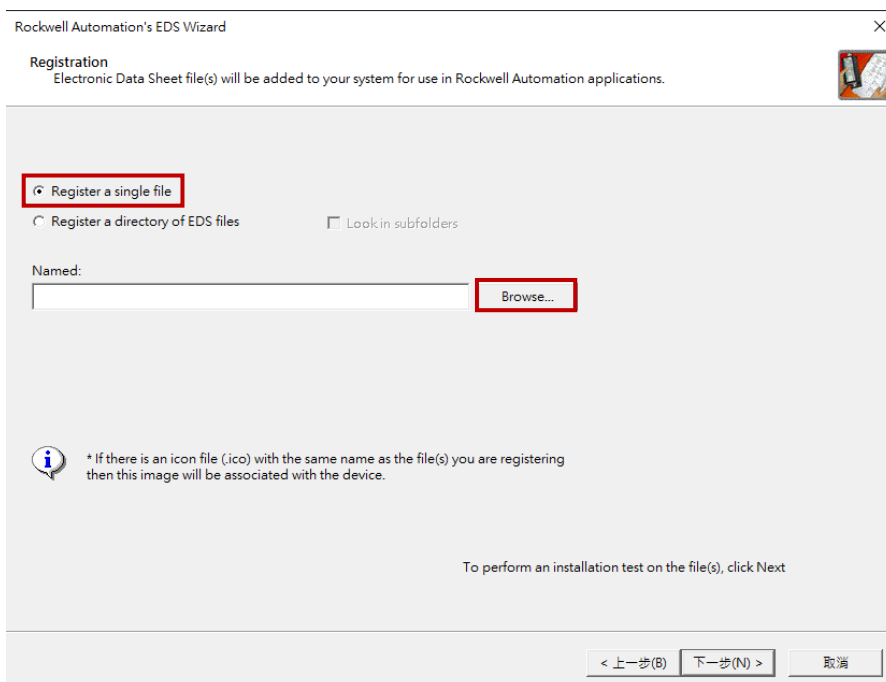 Rockwell Automation's EDS Wizard
Registration
Electronic Data Sheet file(s) will be added to your system for use in Rockwell Automation applications.
Register a single file
Register a directory of EDS files
Look in subfolders
Named:
Browse...
* If there is an icon file (.ico) with the same name as the file(s) you are registering
then this image will be associated with the device.
To perform an installation test on the file(s), click Next
< 上一步(B)
下一步(N) >
取消